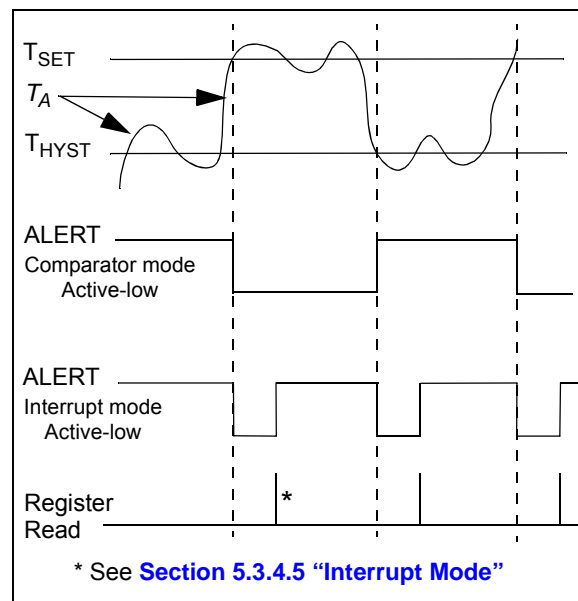 TSET
TA
THYST
ALERT
Comparator mode
Active-low
ALERT
Interrupt mode
Active-low
Register
Read
*
* See Section 5.3.4.5 “Interrupt Mode”